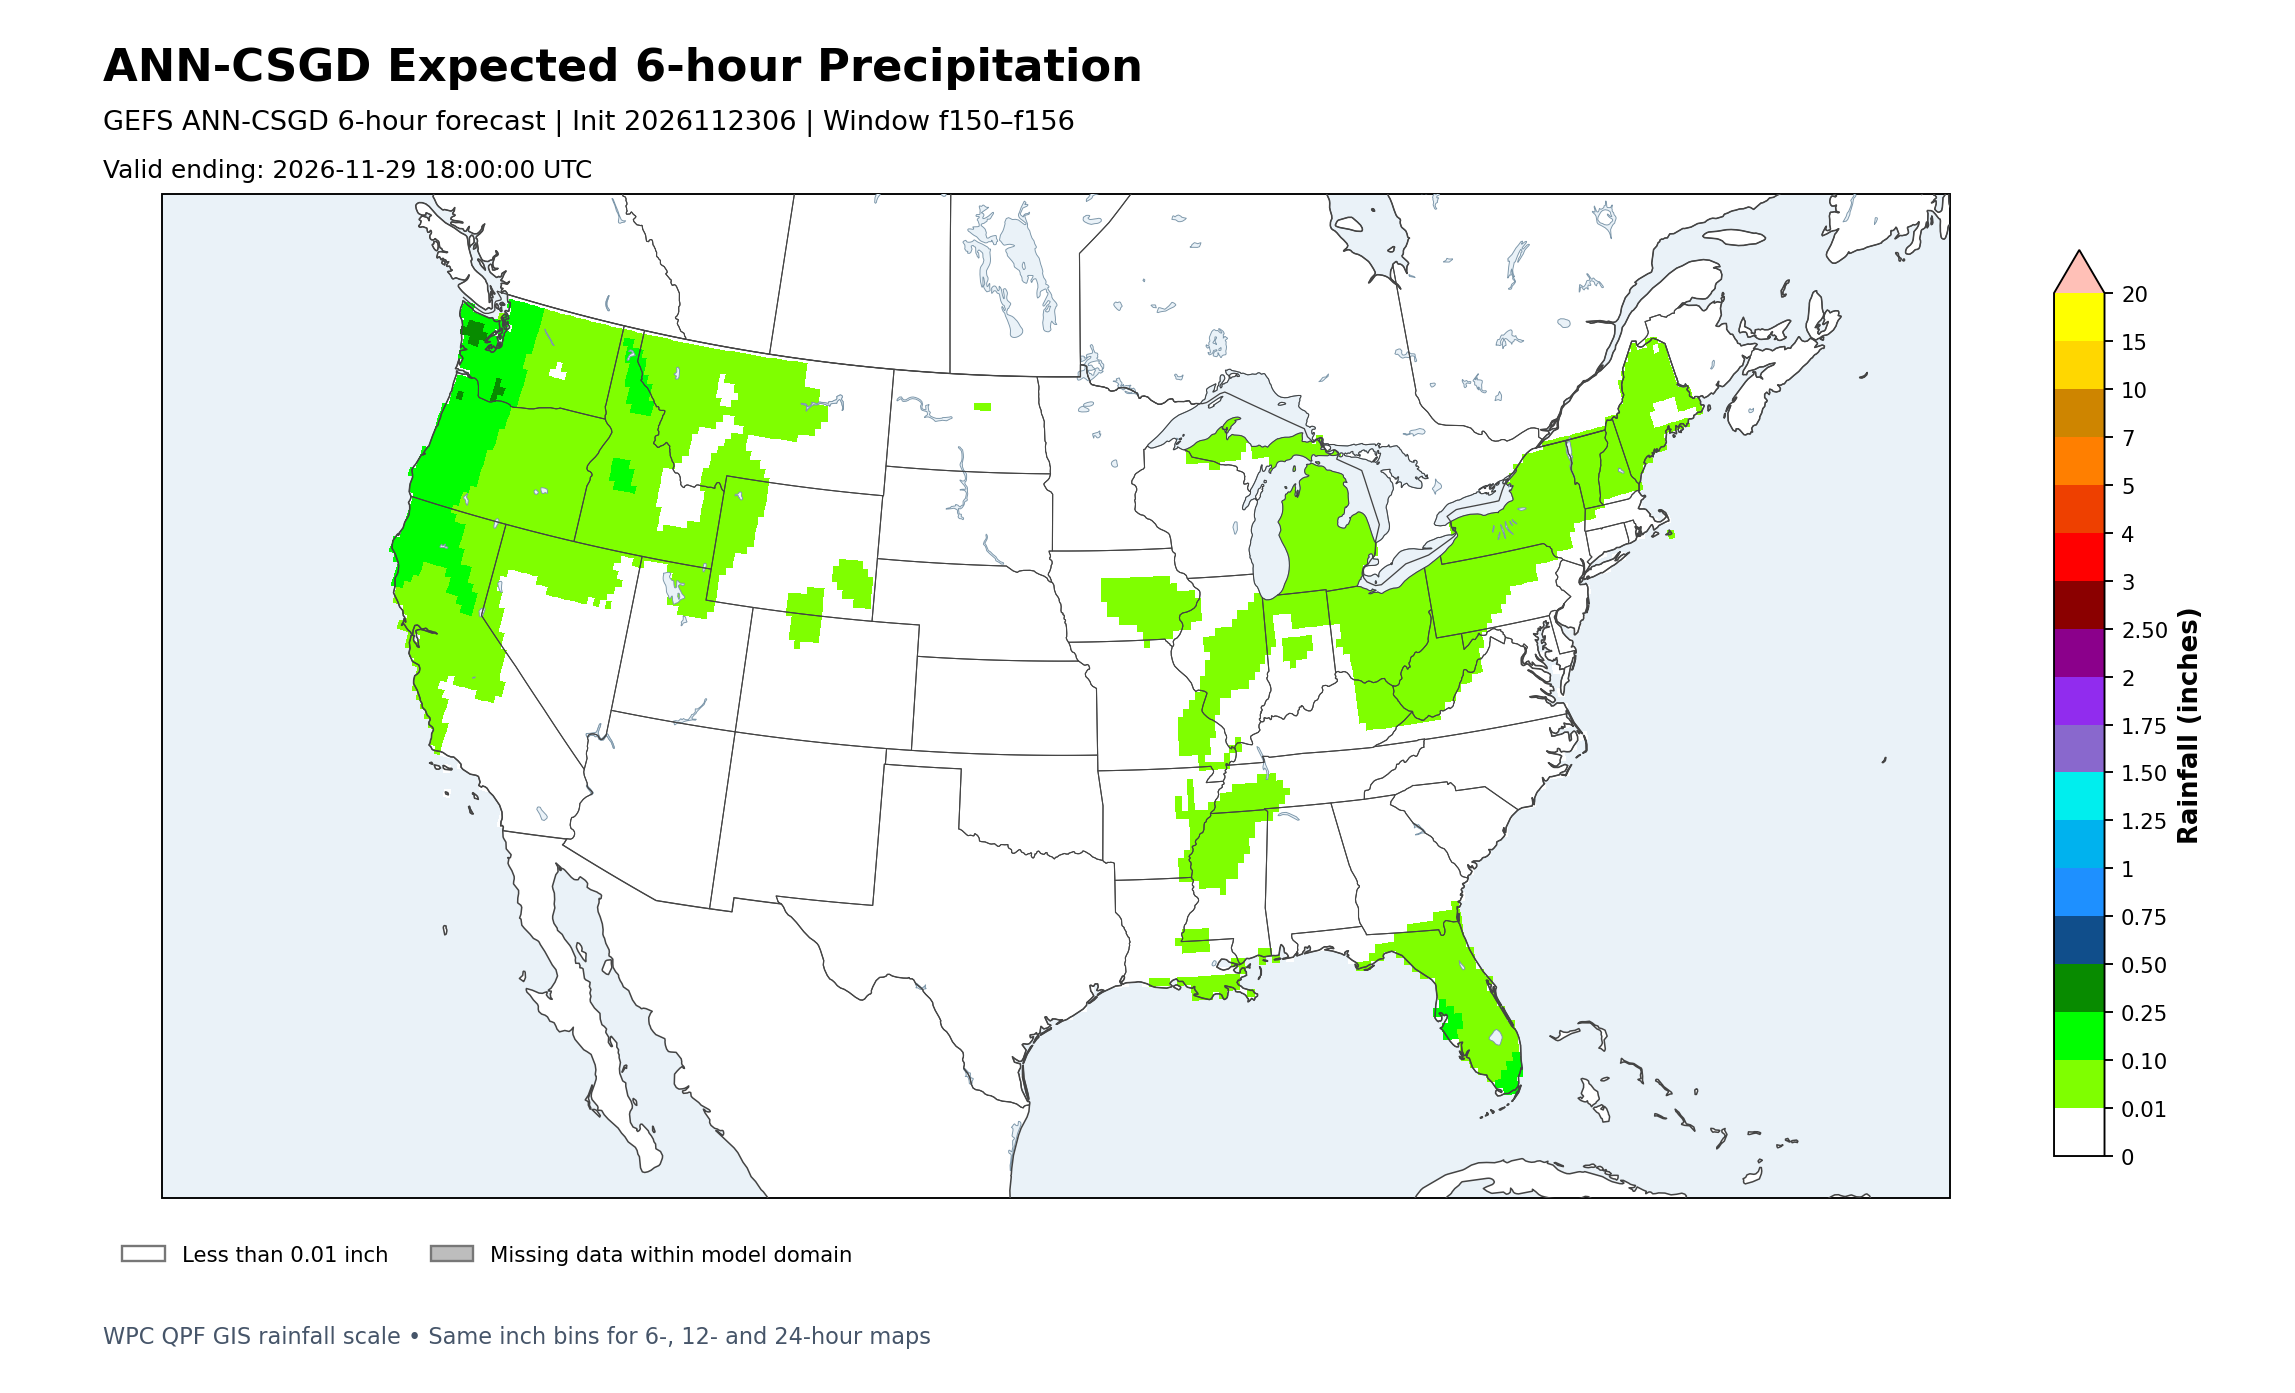 ANN-CSGD Expected 6-hour Precipitation
GEFS ANN-CSGD 6-hour forecast | Init 2026112306 | Window f150–f156
Valid ending: 2026-11-29 18:00:00 UTC
20
15
10
7
5
4
3
2.50
2
1.75
1.50
1.25
1
0.75
0.50
0.25
0.10
0.01
0
Rainfall (inches)
Less than 0.01 inch
Missing data within model domain
WPC QPF GIS rainfall scale • Same inch bins for 6-, 12- and 24-hour maps